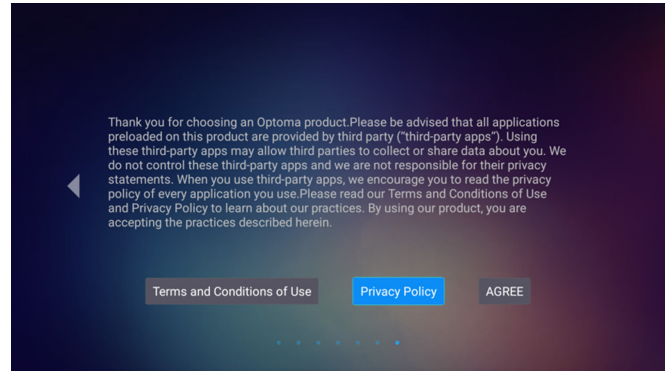 Thank you for choosing an Optoma product.Please be advised that all applications
preloaded on this product are provided by third party (“third-party apps”). Using
these third-party apps may allow third parties to collect or share data about you. We
do not control these third-party apps and we are not responsible for their privacy
statements. When you use third-party apps, we encourage you to read the privacy
policy of every application you use.Please read our Terms and Conditions of Use
and Privacy Policy to learn about our practices. By using our product, you are
accepting the practices described herein.
Terms and Conditions of Use
Privacy Policy
AGREE